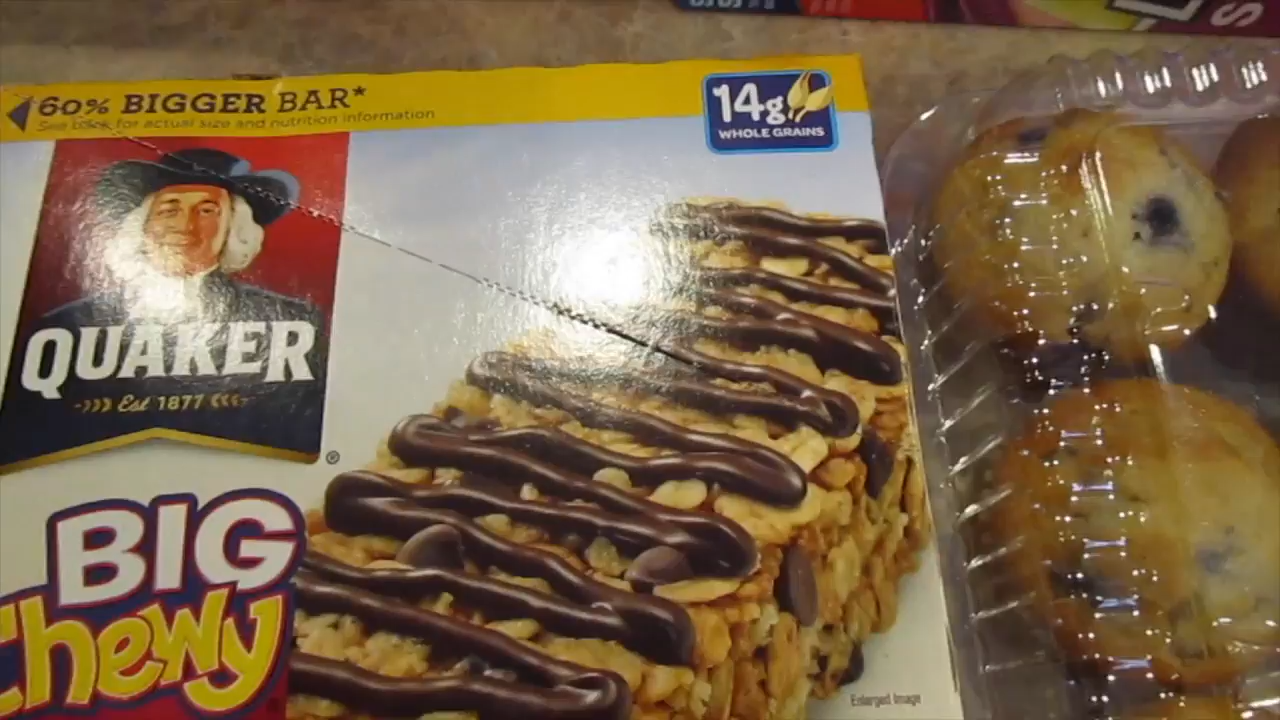 60% BIGGER BAR*
See back for actual size and nutrition information
14g
WHOLE GRAINS
QUAKER
Est 1877
®
BIG
Chewy
Enlarged Image